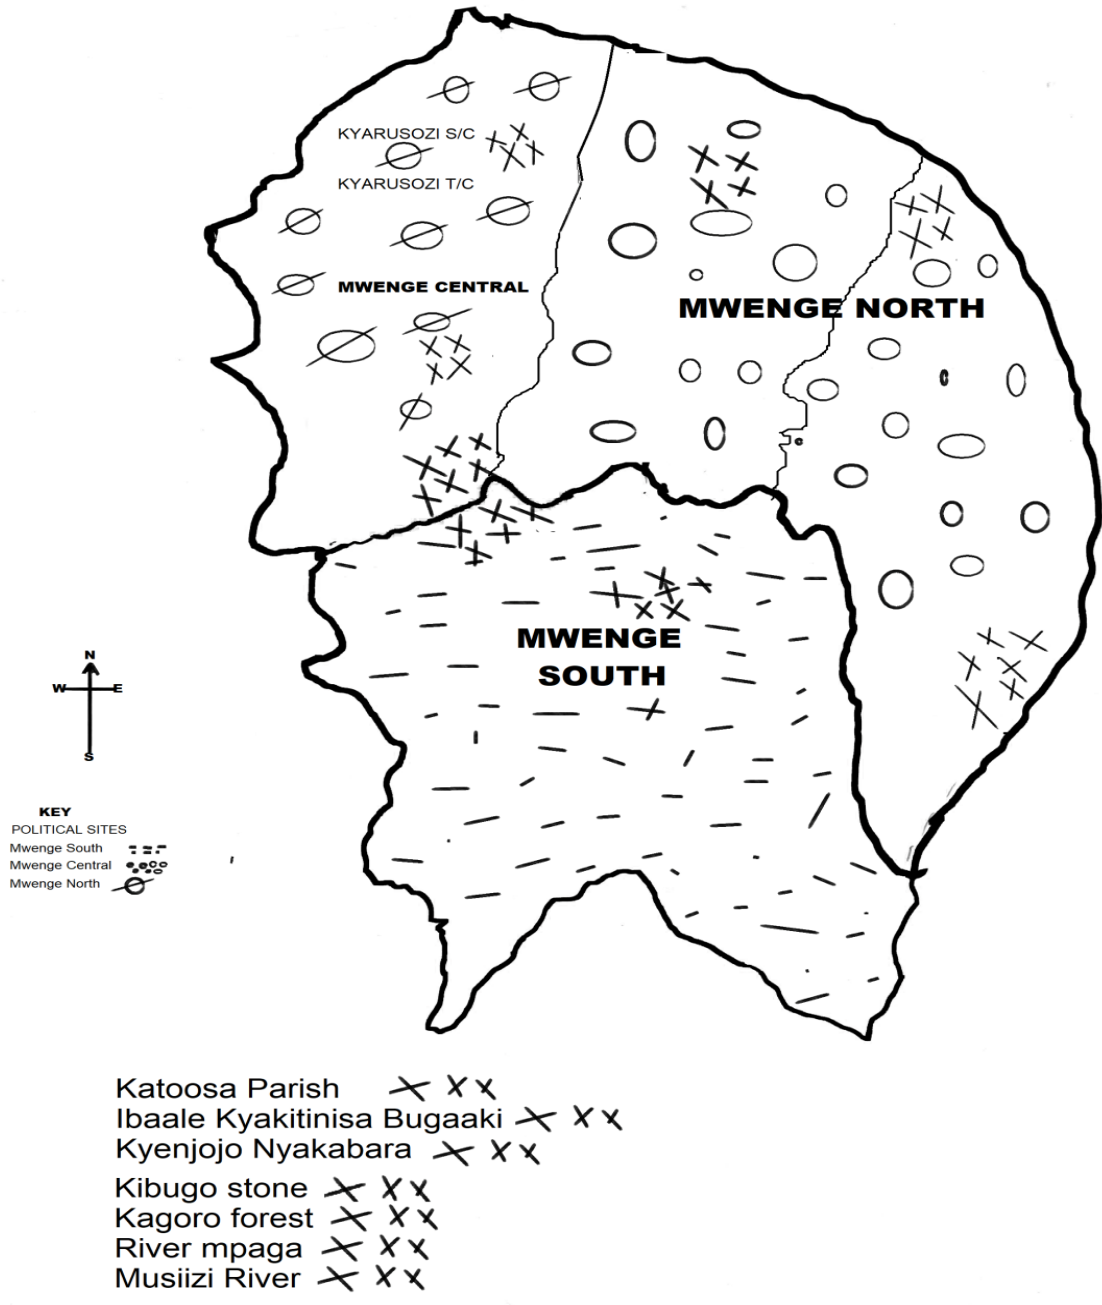 KYARUSOZI S/C
KYARUSOZI T/C
MWENGE CENTRAL
MWENGE NORTH
MWENGE
SOUTH
N
W E
S
KEY
POLITICAL SITES
Mwenge South
Mwenge Central
Mwenge North
Katoosa Parish
Ibaale Kyakitinisa Bugaaki
Kyenjojo Nyakabara
Kibugo stone
Kagoro forest
River mpaga
Musiizi River